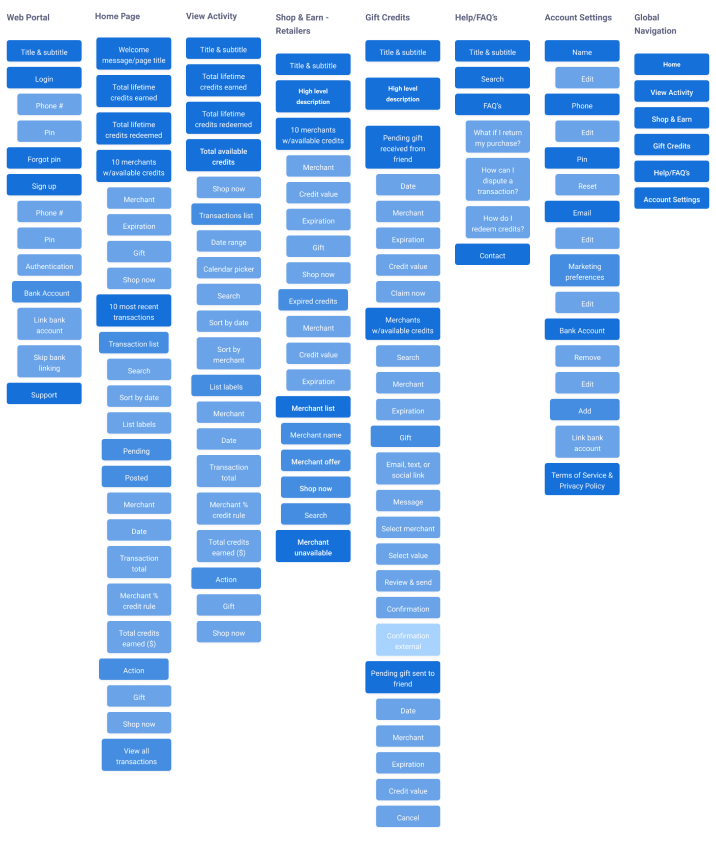 Web Portal
Title & subtitle
Login
Phone #
Pin
Forgot pin
Sign up
Phone #
Pin
Authentication
Bank Account
Link bank
account
Skip bank
linking
Support
Home Page
Welcome
message/page title
Total lifetime
credits earned
Total lifetime
credits redeemed
10 merchants
w/available credits
Merchant
Expiration
Gift
Shop now
10 most recent
transactions
Transaction list
Search
Sort by date
List labels
Pending
Posted
Merchant
Date
Transaction
total
Merchant %
credit rule
Total credits
earned ($)
Action
Gift
Shop now
View all
transactions
View Activity
Title & subtitle
Total lifetime
credits earned
Total lifetime
credits redeemed
Total available
credits
Shop now
Transactions list
Date range
Calendar picker
Search
Sort by date
Sort by
merchant
List labels
Merchant
Date
Transaction
total
Merchant %
credit rule
Total credits
earned ($)
Action
Gift
Shop now
Shop & Earn -
Retailers
Title & subtitle
High level
description
10 merchants
w/available credits
Merchant
Credit value
Expiration
Gift
Shop now
Expired credits
Merchant
Credit value
Expiration
Merchant list
Merchant name
Merchant offer
Shop now
Search
Merchant
unavailable
Gift Credits
Title & subtitle
High level
description
Pending gift
received from
friend
Date
Merchant
Expiration
Credit value
Claim now
Merchants
w/available credits
Search
Merchant
Expiration
Gift
Email, text, or
social link
Message
Select merchant
Select value
Review & send
Confirmation
Confirmation
external
Pending gift sent to
friend
Date
Merchant
Expiration
Credit value
Cancel
Help/FAQ's
Title & subtitle
Search
FAQ's
What if I return
my purchase?
How can I
dispute a
transaction?
How do I
redeem credits?
Contact
Account Settings
Name
Edit
Phone
Edit
Pin
Reset
Email
Edit
Marketing
preferences
Edit
Bank Account
Remove
Edit
Add
Link bank
account
Terms of Service &
Privacy Policy
Global
Navigation
Home
View Activity
Shop & Earn
Gift Credits
Help/FAQ's
Account Settings